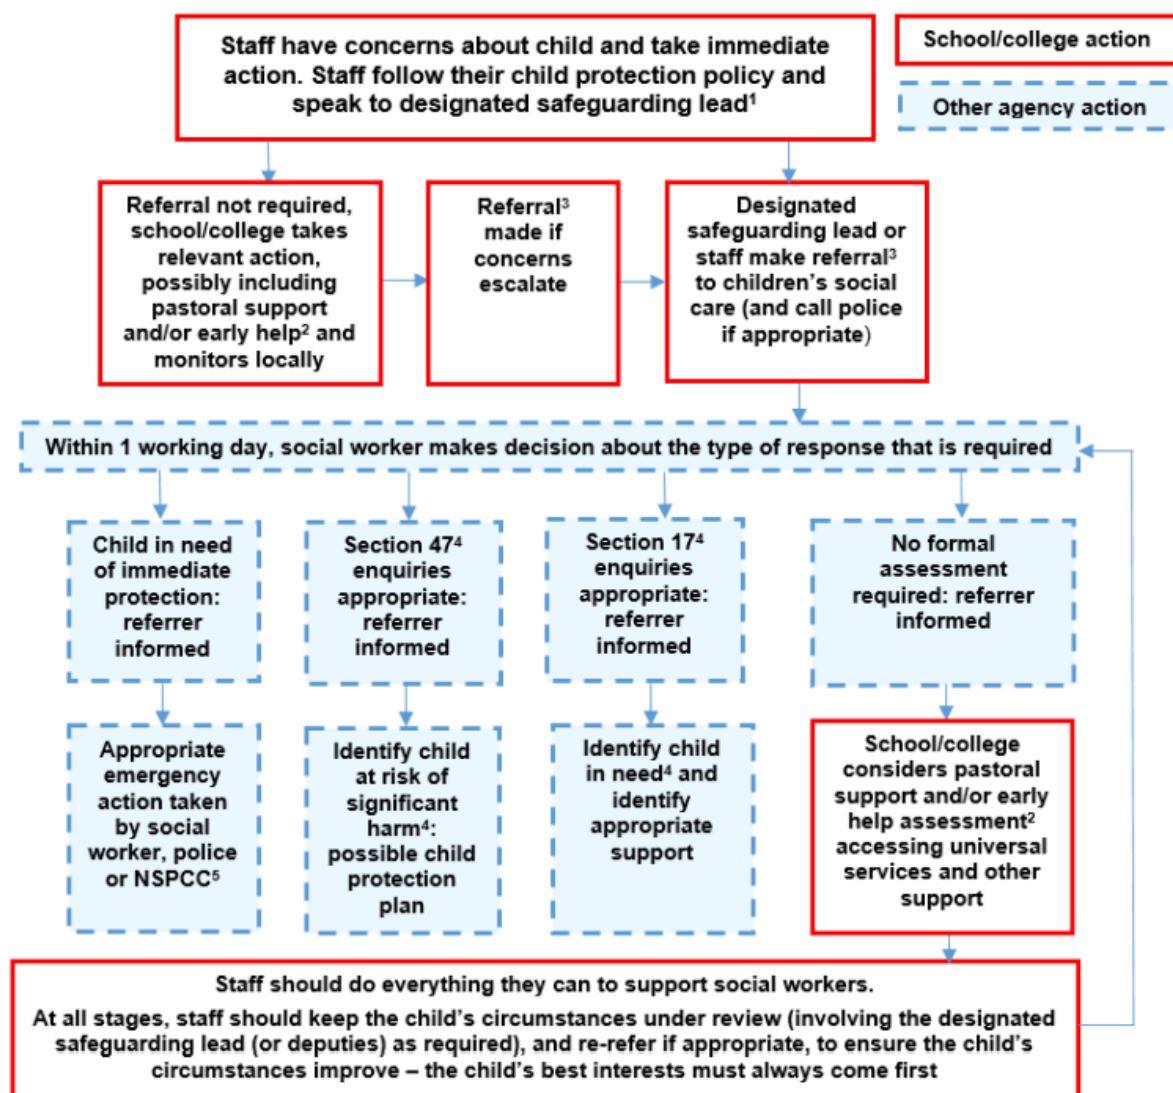 Staff have concerns about child and take immediate
action. Staff follow their child protection policy and
speak to designated safeguarding lead¹
School/college action
Other agency action
Referral not required,
school/college takes
relevant action,
possibly including
pastoral support
and/or early help² and
monitors locally
Referral³
made if
concerns
escalate
Designated
safeguarding lead or
staff make referral³
to children's social
care (and call police
if appropriate)
Within 1 working day, social worker makes decision about the type of response that is required
Child in need
of immediate
protection:
referrer
informed
Section 47⁴
enquiries
appropriate:
referrer
informed
Section 17⁴
enquiries
appropriate:
referrer
informed
No formal
assessment
required: referrer
informed
Appropriate
emergency
action taken
by social
worker, police
or NSPCC⁵
Identify child
at risk of
significant
harm⁴:
possible child
protection
plan
Identify child
in need⁴ and
identify
appropriate
support
School/college
considers pastoral
support and/or early
help assessment²
accessing universal
services and other
support
Staff should do everything they can to support social workers.
At all stages, staff should keep the child's circumstances under review (involving the designated
safeguarding lead (or deputies) as required), and re-refer if appropriate, to ensure the child's
circumstances improve – the child's best interests must always come first